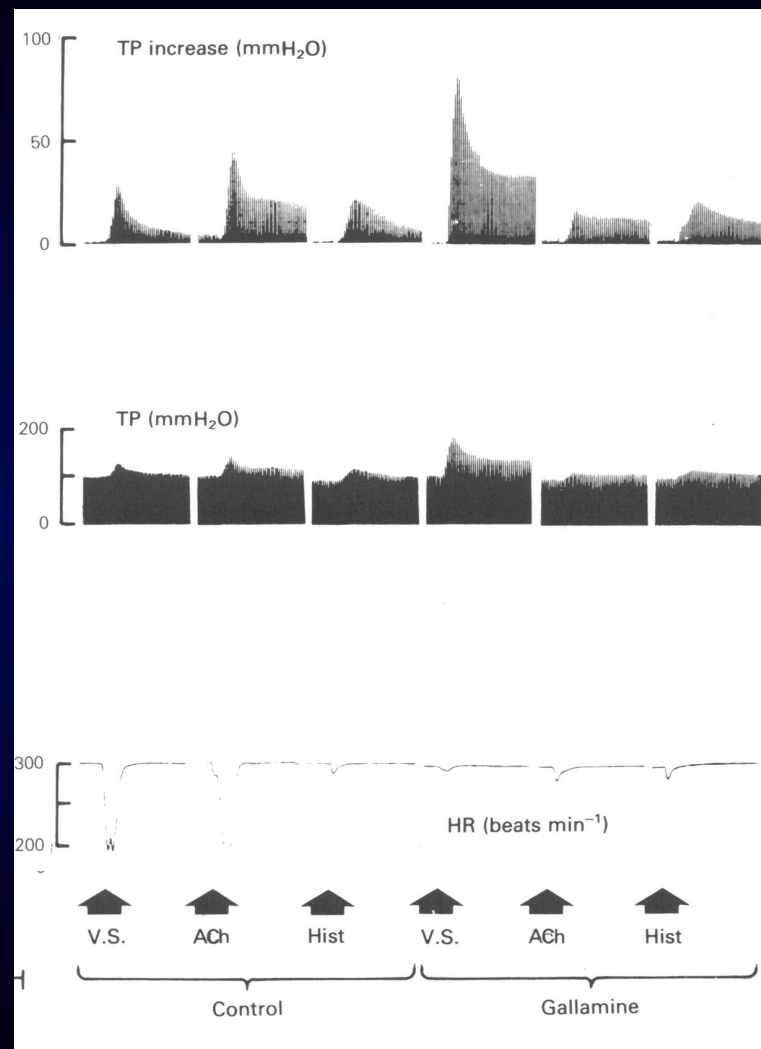 100
TP increase (mmH₂O)
50
0
TP (mmH₂O)
200
0
300
HR (beats min⁻¹)
200
V.S. ACh Hist V.S. ACh Hist
Control Gallamine